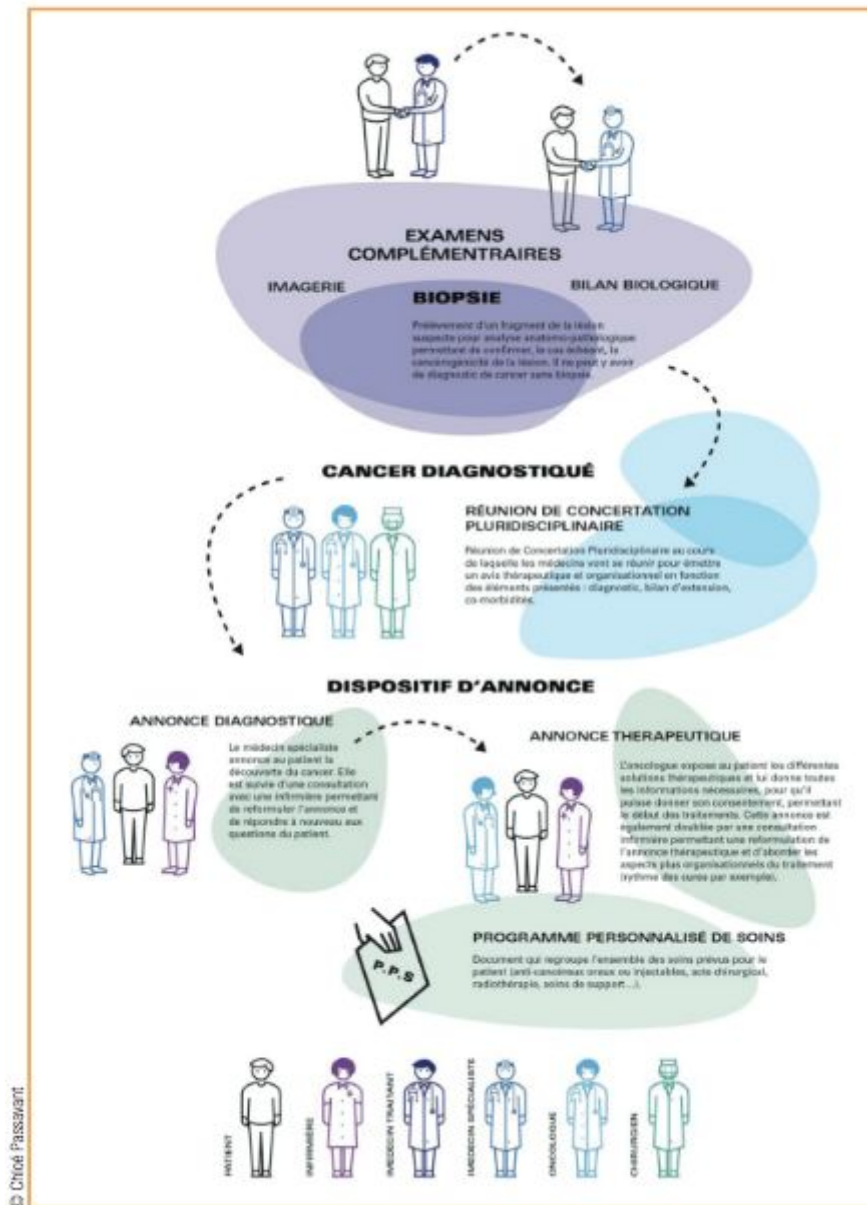 EXAMENS
COMPLÉMENTAIRES
IMAGERIE
BILAN BIOLOGIQUE
BIOPSIE
Prélèvement d'un fragment de la lésion
suspecte pour analyse anatomo-pathologique
permettant de confirmer, le cas échéant, la
cancérogénicité de la lésion. Il ne peut y avoir
de diagnostic de cancer sans biopsie.
CANCER DIAGNOSTIQUÉ
RÉUNION DE CONCERTATION
PLURIDISCIPLINAIRE
Réunion de Concertation Pluridisciplinaire au cours
de laquelle les médecins vont se réunir pour émettre
un avis thérapeutique et organisationnel en fonction
des éléments présentés : diagnostic, bilan d'extension,
co-morbidités.
DISPOSITIF D'ANNONCE
ANNONCE DIAGNOSTIQUE
Le médecin spécialiste
annonce au patient la
découverte du cancer. Elle
est suivie d'une consultation
avec une infirmière permettant
de reformuler l'annonce et
de répondre à nouveau aux
questions du patient.
ANNONCE THERAPEUTIQUE
L'oncologue expose au patient les différentes
solutions thérapeutiques et lui donne toutes
les informations nécessaires, pour qu'il
puisse donner son consentement, permettant
le début des traitements. Cette annonce est
également doublée par une consultation
infirmière permettant une reformulation de
l'annonce thérapeutique et d'aborder les
aspects plus organisationnels du traitement
(rythme des cures par exemple).
P.P.S
PROGRAMME PERSONNALISÉ DE SOINS
Document qui regroupe l'ensemble des soins prévus pour le
patient (anti-cancéreux oraux ou injectables, acte chirurgical,
radiothérapie, soins de support...).
PATIENT
INFIRMIÈRE
MEDECIN TRAITANT
MEDECIN SPÉCIALISTE
ONCOLOGUE
CHIRURGIEN
© Chloé Passavant